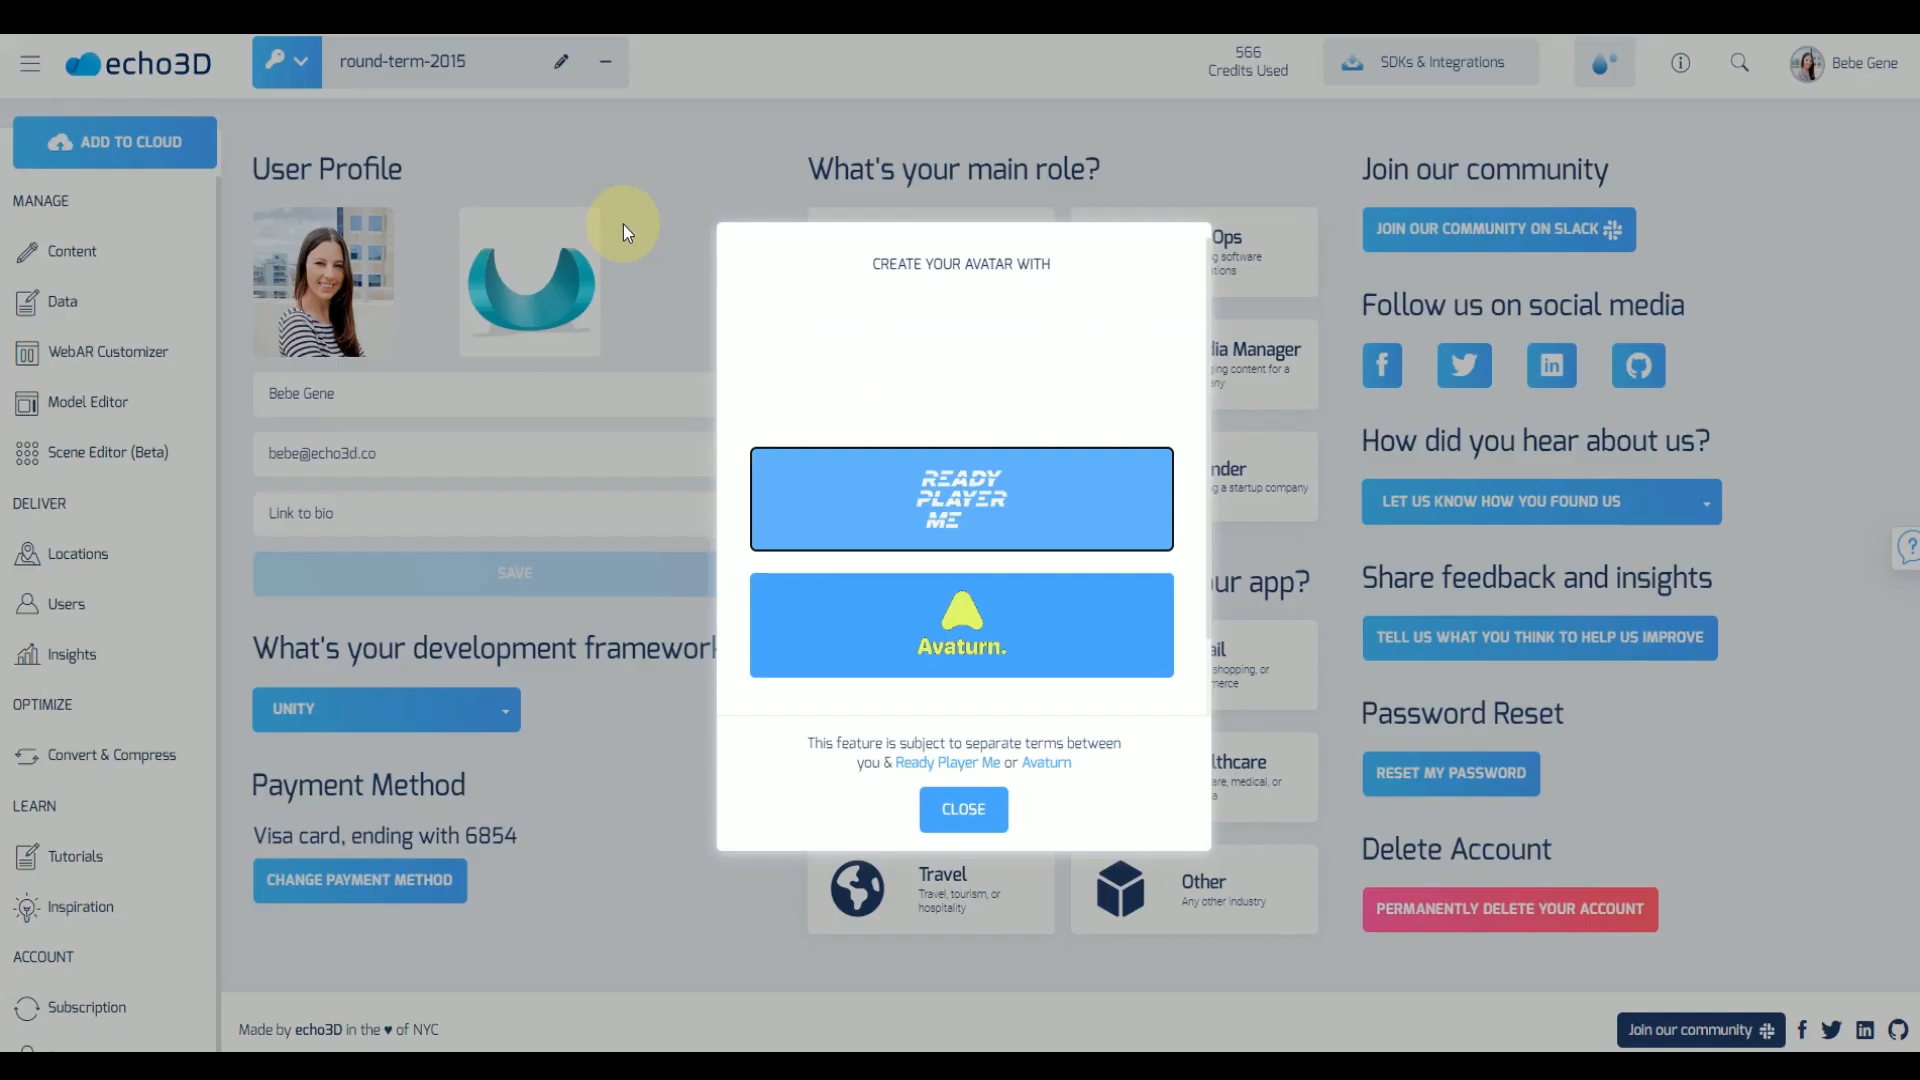 echo3D
round-term-2015
566
Credits Used
SDKs & Integrations
Bebe Gene
ADD TO CLOUD
MANAGE
Content
Data
WebAR Customizer
Model Editor
Scene Editor (Beta)
DELIVER
Locations
Users
Insights
OPTIMIZE
Convert & Compress
LEARN
Tutorials
Inspiration
ACCOUNT
Subscription
User Profile
Bebe Gene
bebe@echo3d.co
Link to bio
SAVE
What's your development framework
UNITY
Payment Method
Visa card, ending with 6854
CHANGE PAYMENT METHOD
What's your main role?
Ops
software
Manager
content for a
a startup company
app?
shopping, or
medical, or
Travel
Travel, tourism, or
hospitality
Other
Any other industry
CREATE YOUR AVATAR WITH
READY
PLAYER
ME
Avaturn.
This feature is subject to separate terms between
you & Ready Player Me or Avaturn
CLOSE
Join our community
JOIN OUR COMMUNITY ON SLACK
Follow us on social media
How did you hear about us?
LET US KNOW HOW YOU FOUND US
Share feedback and insights
TELL US WHAT YOU THINK TO HELP US IMPROVE
Password Reset
RESET MY PASSWORD
Delete Account
PERMANENTLY DELETE YOUR ACCOUNT
Made by echo3D in the ♥ of NYC
Join our community